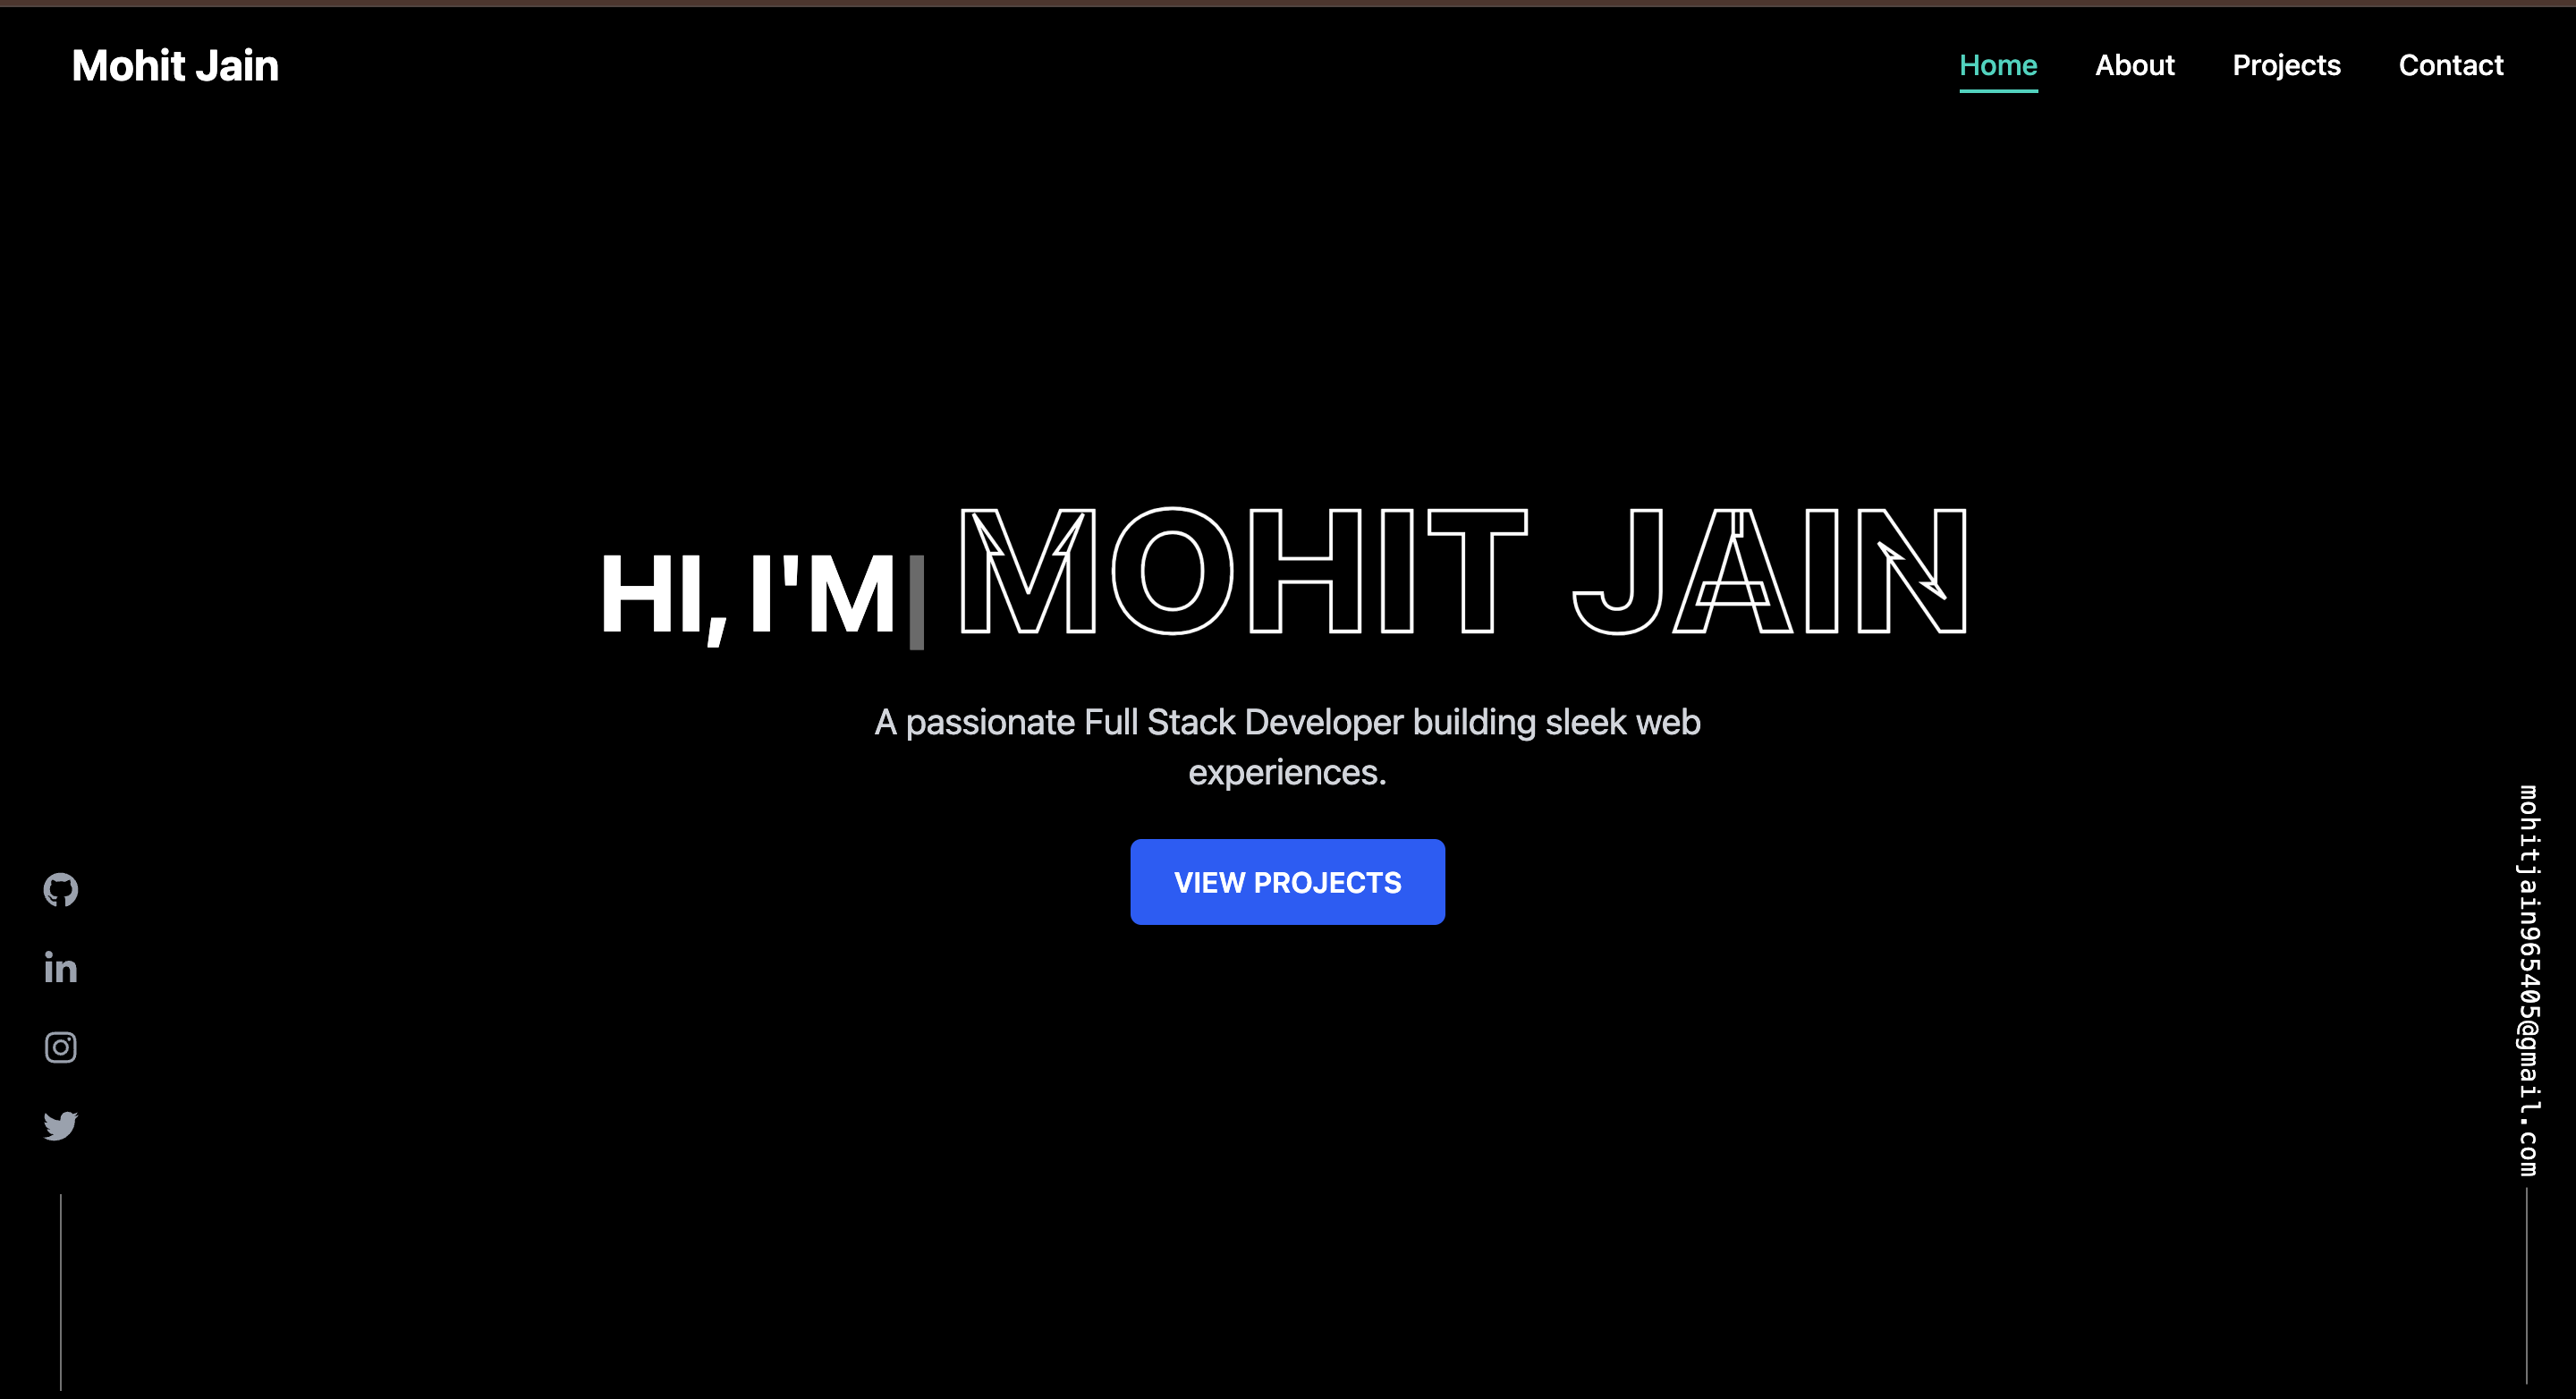 Mohit Jain
Home About Projects Contact
HI, I'M| MOHIT JAIN
A passionate Full Stack Developer building sleek web
experiences.
VIEW PROJECTS
in
mohitjain965405@gmail.com